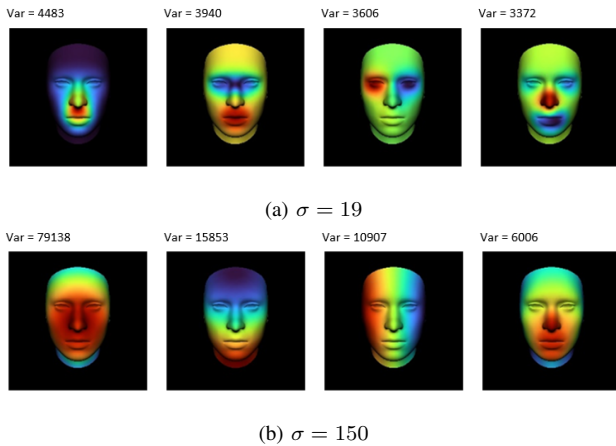 Var = 4483 Var = 3940 Var = 3606 Var = 3372
(a) σ = 19
Var = 79138 Var = 15853 Var = 10907 Var = 6006
(b) σ = 150